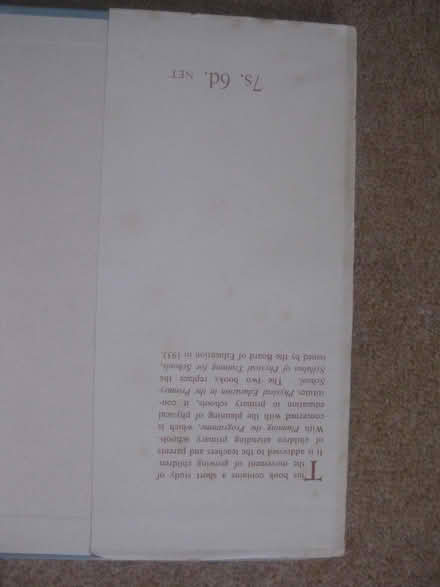 This book contains a short study of
the movement of growing children.
It is addressed to the teachers and parents
of children attending primary schools.
With Planning the Programme, which is
concerned with the planning of physical
education in primary schools, it con-
stitutes Physical Education in the Primary
School. The two books replace the
Syllabus of Physical Training for Schools,
issued by the Board of Education in 1933.
7s. 6d. NET